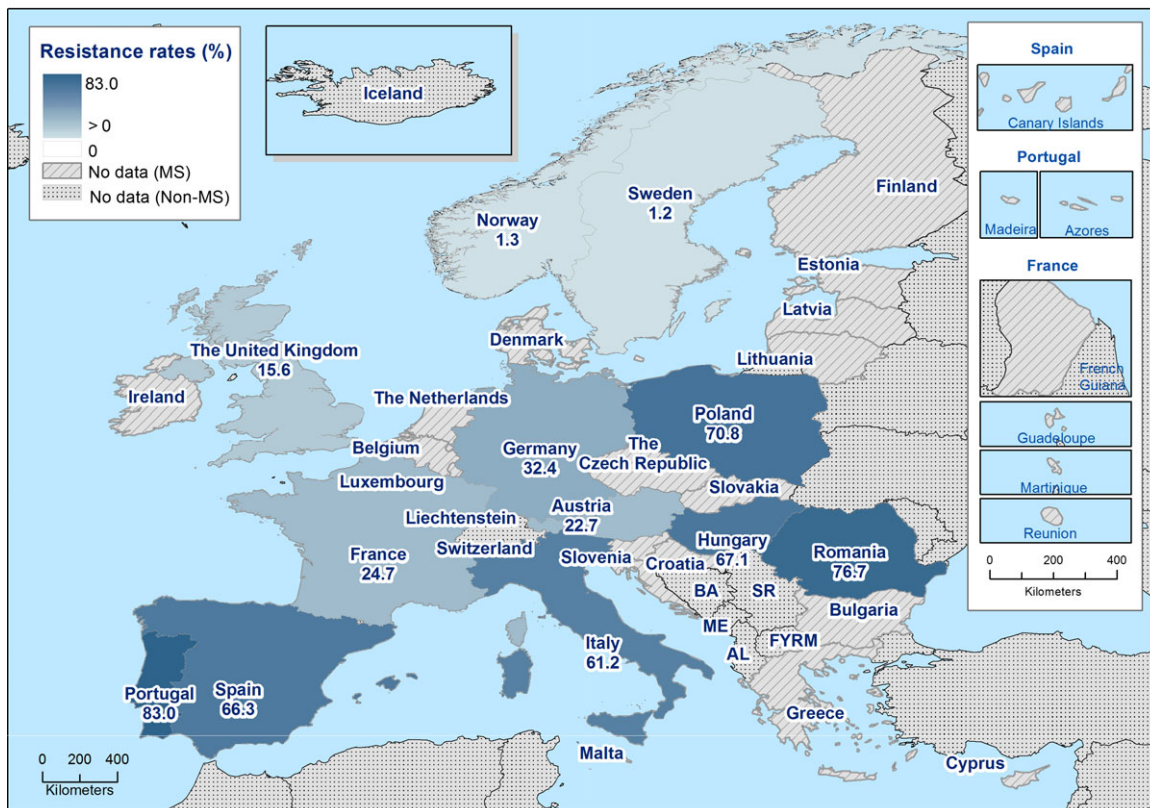 Resistance rates (%)
83.0
> 0
0
No data (MS)
No data (Non-MS)
Iceland
Spain
Canary Islands
Portugal
Madeira
Azores
France
French
Guiana
Guadeloupe
Martinique
Reunion
0 200 400
Kilometers
Finland
Sweden
1.2
Norway
1.3
Estonia
Latvia
Lithuania
Denmark
The United Kingdom
15.6
Ireland
The Netherlands
Belgium
Luxembourg
Germany
32.4
Poland
70.8
The
Czech Republic
Slovakia
Austria
22.7
Liechtenstein
Switzerland
France
24.7
Slovenia
Croatia
Hungary
67.1
Romania
76.7
BA
SR
Bulgaria
ME
FYRM
AL
Italy
61.2
Portugal
83.0
Spain
66.3
Greece
Malta
Cyprus
0 200 400
Kilometers